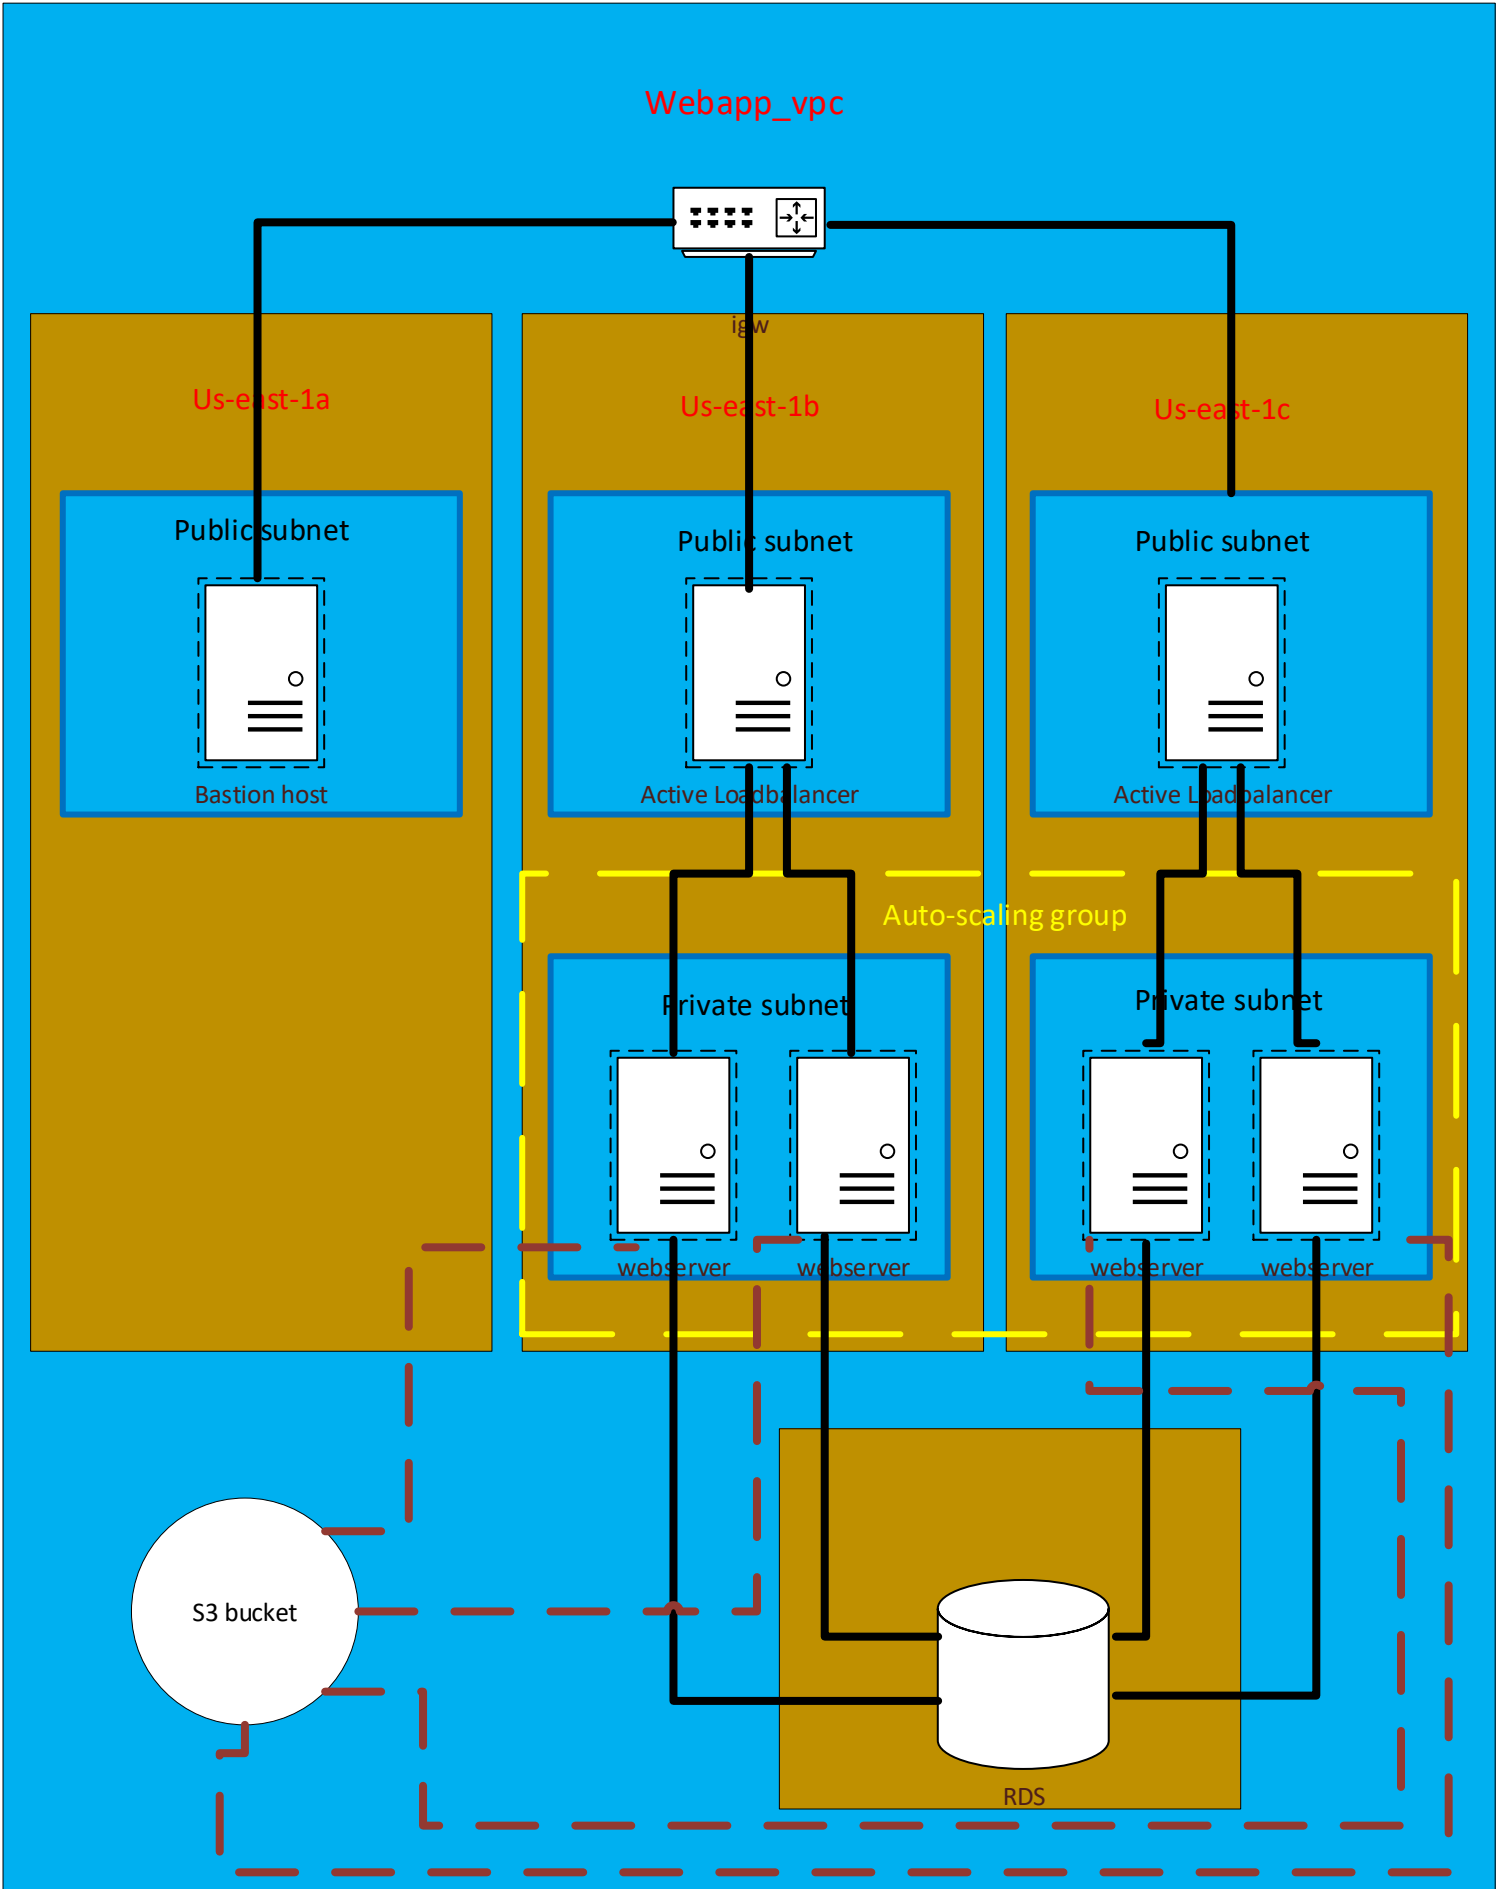 Webapp_vpc
igw
Us-east-1a
Us-east-1b
Us-east-1c
Public subnet
Public subnet
Public subnet
Bastion host
Active Loadbalancer
Active Loadbalancer
Auto-scaling group
Private subnet
Private subnet
webserver
webserver
webserver
webserver
S3 bucket
RDS